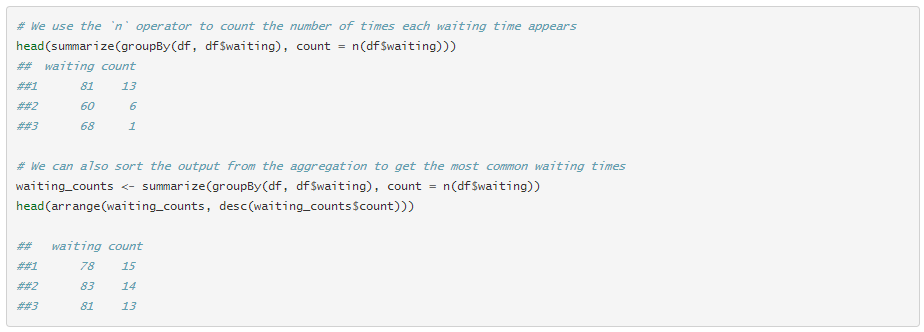 # We use the `n` operator to count the number of times each waiting time appears
head(summarize(groupBy(df, df$waiting), count = n(df$waiting)))
##  waiting count
##1      81    13
##2      60     6
##3      68     1
# We can also sort the output from the aggregation to get the most common waiting times
waiting_counts <- summarize(groupBy(df, df$waiting), count = n(df$waiting))
head(arrange(waiting_counts, desc(waiting_counts$count)))
##   waiting count
##1      78    15
##2      83    14
##3      81    13